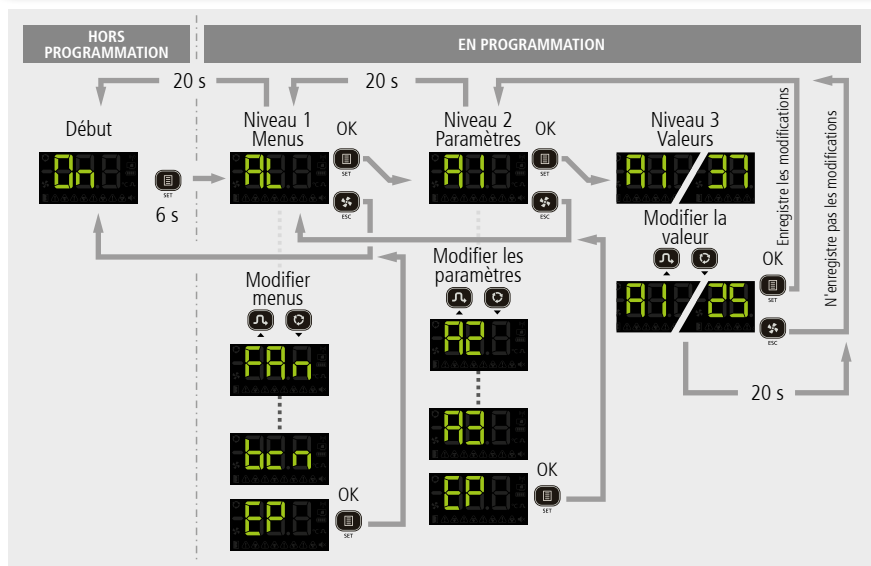 HORS
PROGRAMMATION
EN PROGRAMMATION
20 s
20 s
Début
Niveau 1
Menus
OK
Niveau 2
Paramètres
OK
Niveau 3
Valeurs
On
SET
6 s
AL
SET
ESC
A1
SET
ESC
A1
37
Enregistre les modifications
N'enregistre pas les modifications
Modifier la
valeur
OK
A1
25
SET
ESC
20 s
Modifier les
paramètres
A2
A3
EP
OK
SET
Modifier
menus
FAn
bcn
EP
OK
SET